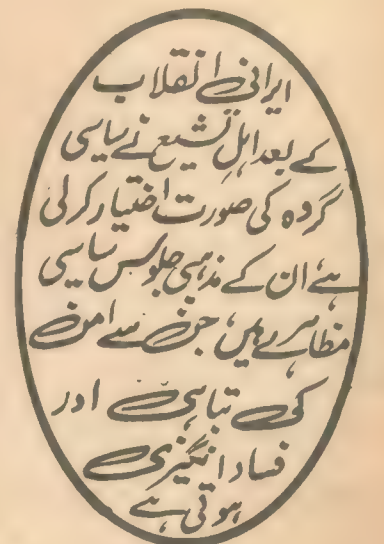 ایرانی انقلاب
کے بعد اہلِ تشیع نے سیاسی
گروہ کی صورت اختیار کرلی
ہے، ان کے مذہبی جلوس سیاسی
مظاہرے ہیں، جن سے امن
کی تباہی اور
فساد انگیزی
ہوتی ہے